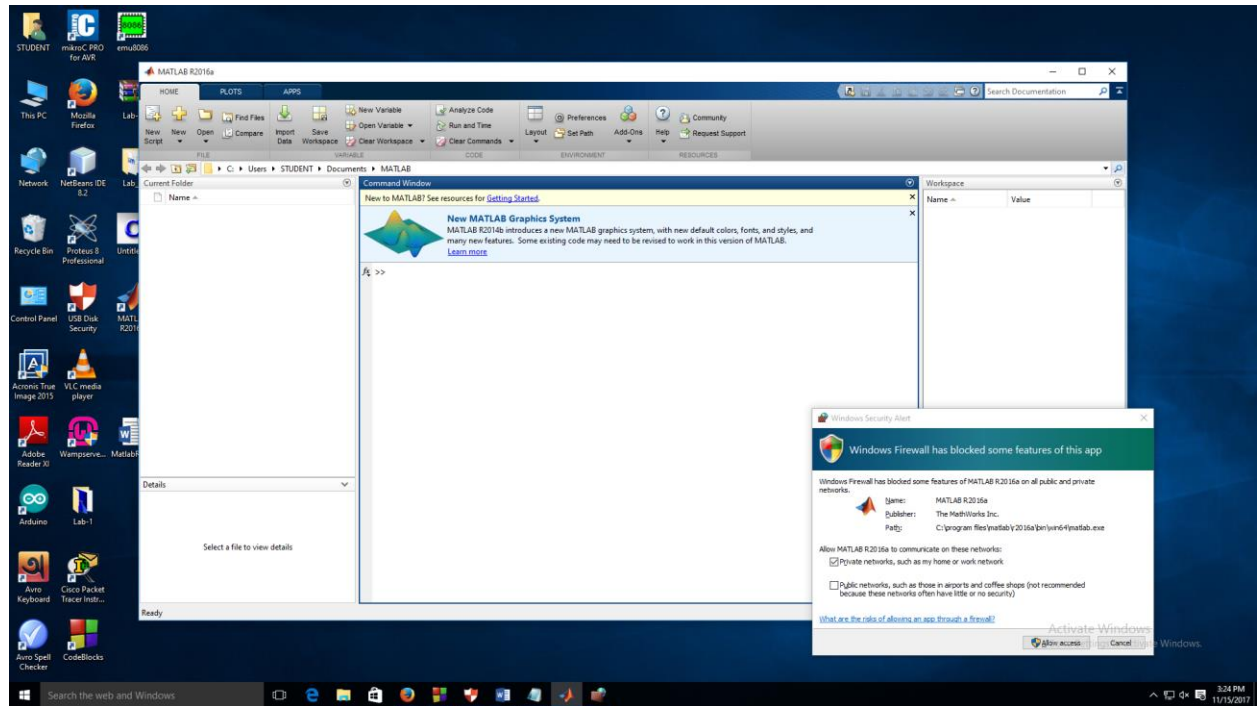 STUDENT
mikroC PRO
for AVR
emu8086
This PC
Mozilla
Firefox
Lab-
Network
NetBeans IDE
8.2
Lab_
Recycle Bin
Proteus 8
Professional
Untitle
Control Panel
USB Disk
Security
MATL
R2016
Acronis True
Image 2015
VLC media
player
Adobe
Reader XI
Wampserve...
MatlabR
Arduino
Lab-1
Avro
Keyboard
Cisco Packet
Tracer Instr...
Avro Spell
Checker
CodeBlocks
MATLAB R2016a
HOME PLOTS APPS
Search Documentation
New
Script
New
Open
Find Files
Compare
Import
Data
Save
Workspace
New Variable
Open Variable
Clear Workspace
Analyze Code
Run and Time
Clear Commands
Layout
Preferences
Set Path
Add-Ons
Help
Community
Request Support
FILE VARIABLE CODE ENVIRONMENT RESOURCES
C: Users STUDENT Documents MATLAB
Current Folder
Name
Command Window
New to MATLAB? See resources for Getting Started.
New MATLAB Graphics System
MATLAB R2014b introduces a new MATLAB graphics system, with new default colors, fonts, and styles, and
many new features. Some existing code may need to be revised to work in this version of MATLAB.
Learn more
fx >>
Workspace
Name Value
Details
Select a file to view details
Ready
Windows Security Alert
Windows Firewall has blocked some features of this app
Windows Firewall has blocked some features of MATLAB R2016a on all public and private
networks.
Name: MATLAB R2016a
Publisher: The MathWorks Inc.
Path: C:\program files\matlab\r2016a\bin\win64\matlab.exe
Allow MATLAB R2016a to communicate on these networks:
Private networks, such as my home or work network
Public networks, such as those in airports and coffee shops (not recommended
because these networks often have little or no security)
What are the risks of allowing an app through a firewall?
Allow access Cancel
Activate Windows
Windows.
Search the web and Windows
3:24 PM
11/15/2017